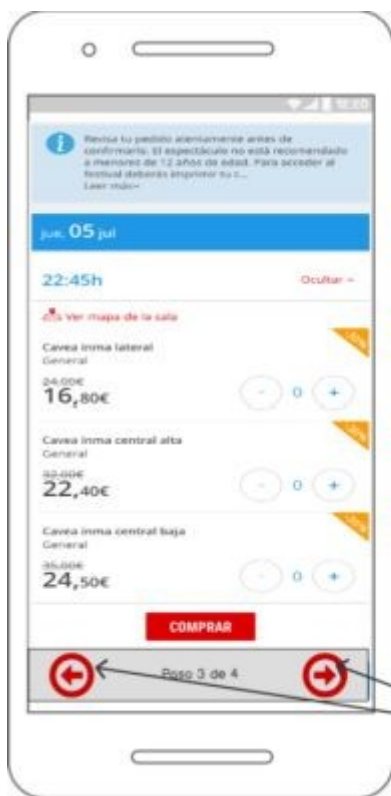 12:00
Revisa tu pedido atentamente antes de
confirmarlo. El espectáculo no está recomendado
a menores de 12 años de edad. Para acceder al
festival deberás imprimir tu
Leer más
jue. 05 jul
22:45h
Ocultar
Ver mapa de la sala
Cavea inma lateral
General
24,00€
16,80€
- 0 +
Cavea inma central alta
General
32,00€
22,40€
- 0 +
Cavea inma central baja
General
35,00€
24,50€
- 0 +
COMPRAR
Paso 3 de 4